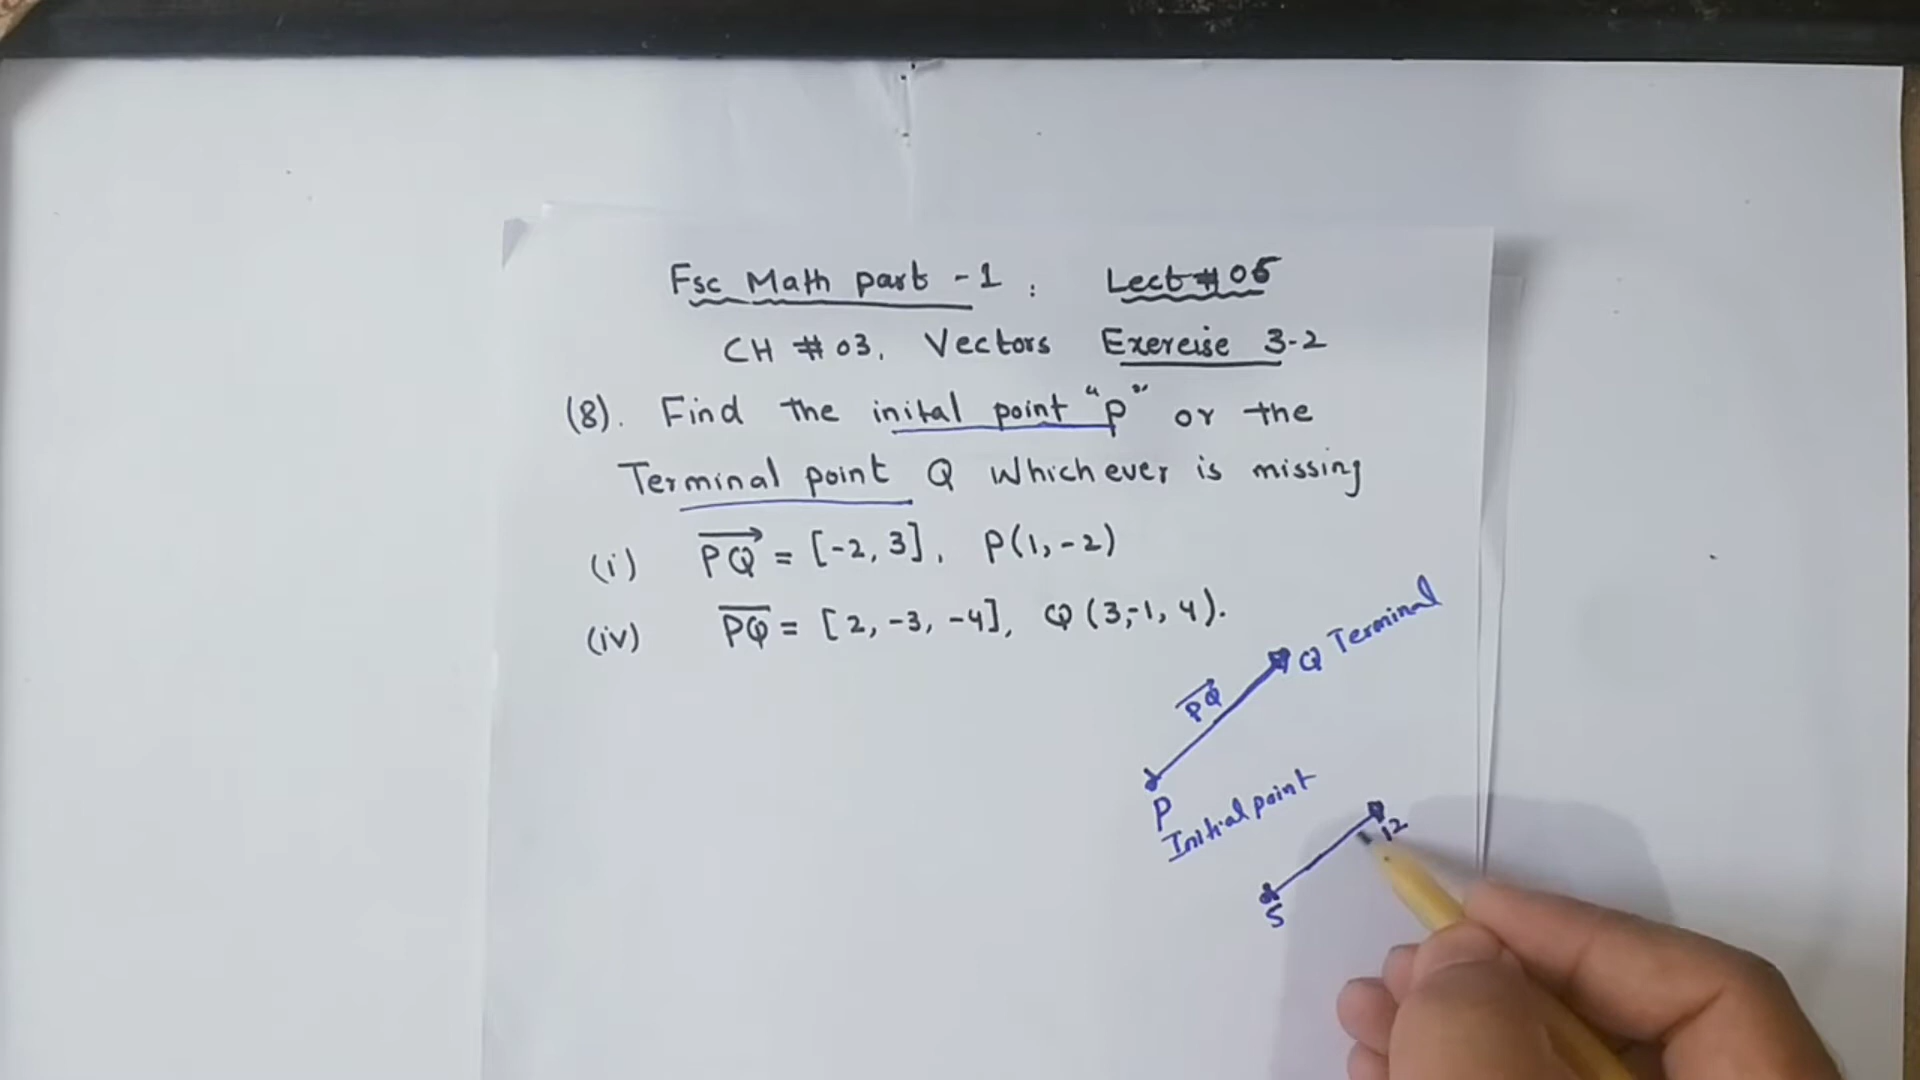 Fsc Math part -1 : Lect # 05
CH # 03, Vectors Exercise 3-2
(8). Find the inital point "p" or the
Terminal point Q Whichever is missing
(i) PQ = [-2, 3], P(1, -2)
(iv) PQ = [2, -3, -4], Q (3,-1, 4).
Q Terminal
PQ
P
Initial point
12
5